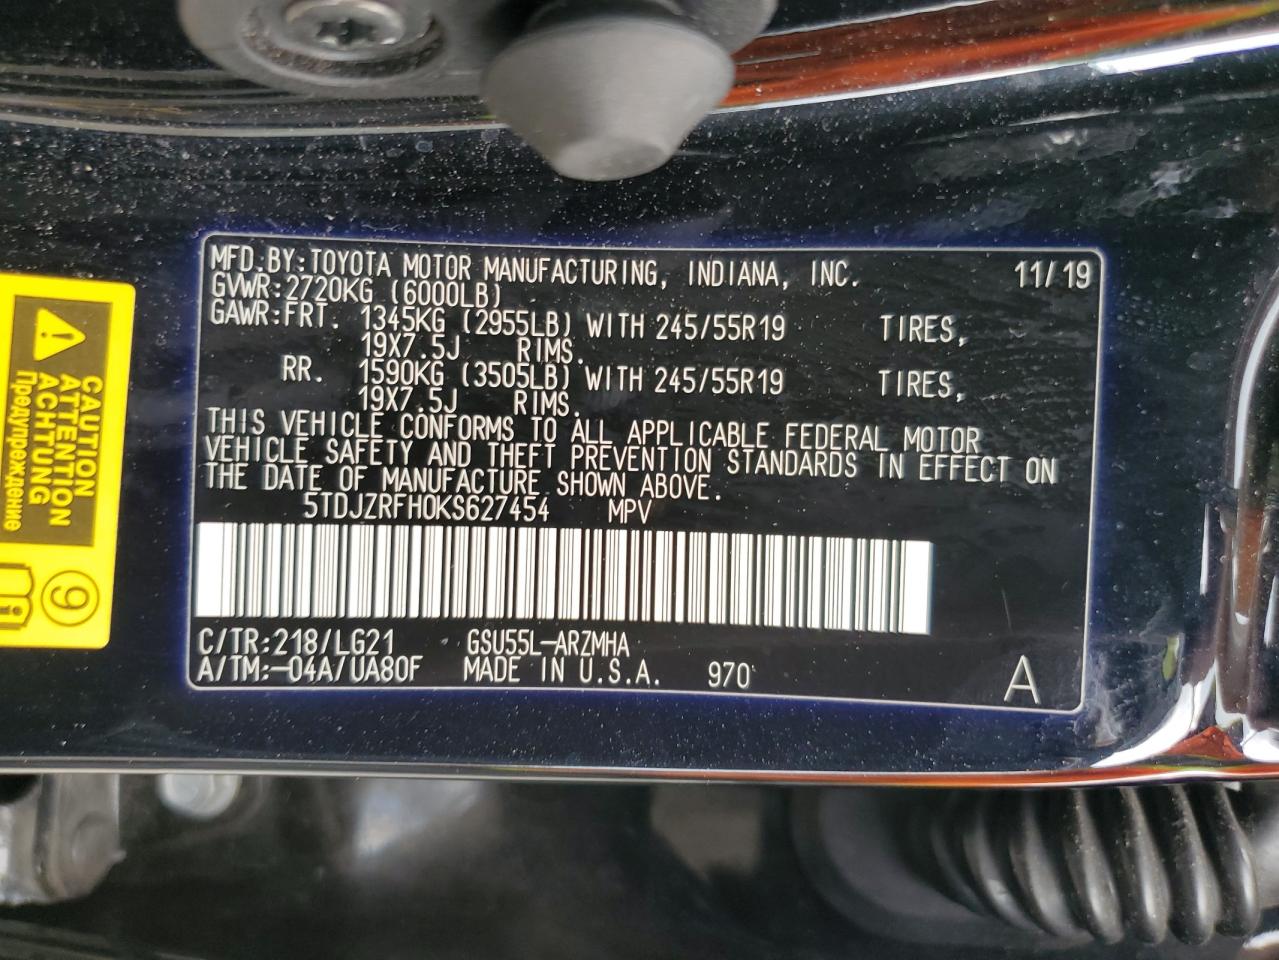 MFD.BY:TOYOTA MOTOR MANUFACTURING, INDIANA, INC. 11/19
GVWR:2720KG (6000LB)
GAWR:FRT. 1345KG (2955LB) WITH 245/55R19 TIRES,
19X7.5J RIMS.
RR. 1590KG (3505LB) WITH 245/55R19 TIRES,
19X7.5J RIMS.
THIS VEHICLE CONFORMS TO ALL APPLICABLE FEDERAL MOTOR
VEHICLE SAFETY AND THEFT PREVENTION STANDARDS IN EFFECT ON
THE DATE OF MANUFACTURE SHOWN ABOVE.
5TDJZRFH0KS627454 MPV
C/TR:218/LG21 GSU55L-ARZMHA
A/TM:-04A/UA80F MADE IN U.S.A. 970 A
CAUTION
ATTENTION
ACHTUNG
Предупреждение
9